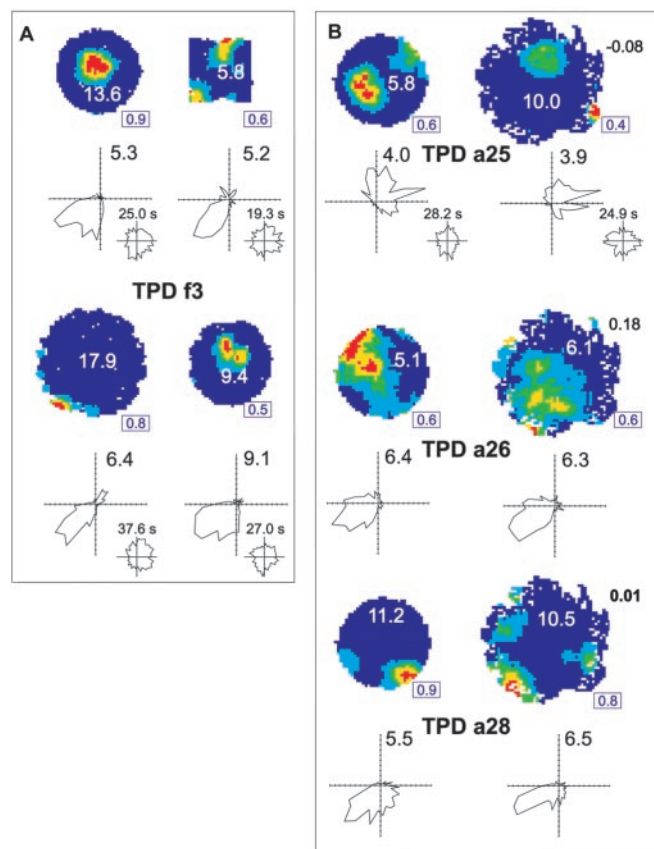 A
13.6
5.8
0.9
0.6
5.3
5.2
25.0 s
19.3 s
TPD f3
17.9
9.4
0.8
0.5
6.4
9.1
37.6 s
27.0 s
B
5.8
10.0
-0.08
0.6
0.4
TPD a25
4.0
3.9
28.2 s
24.9 s
5.1
6.1
0.18
0.6
0.6
TPD a26
6.4
6.3
11.2
10.5
0.01
0.9
0.8
TPD a28
5.5
6.5